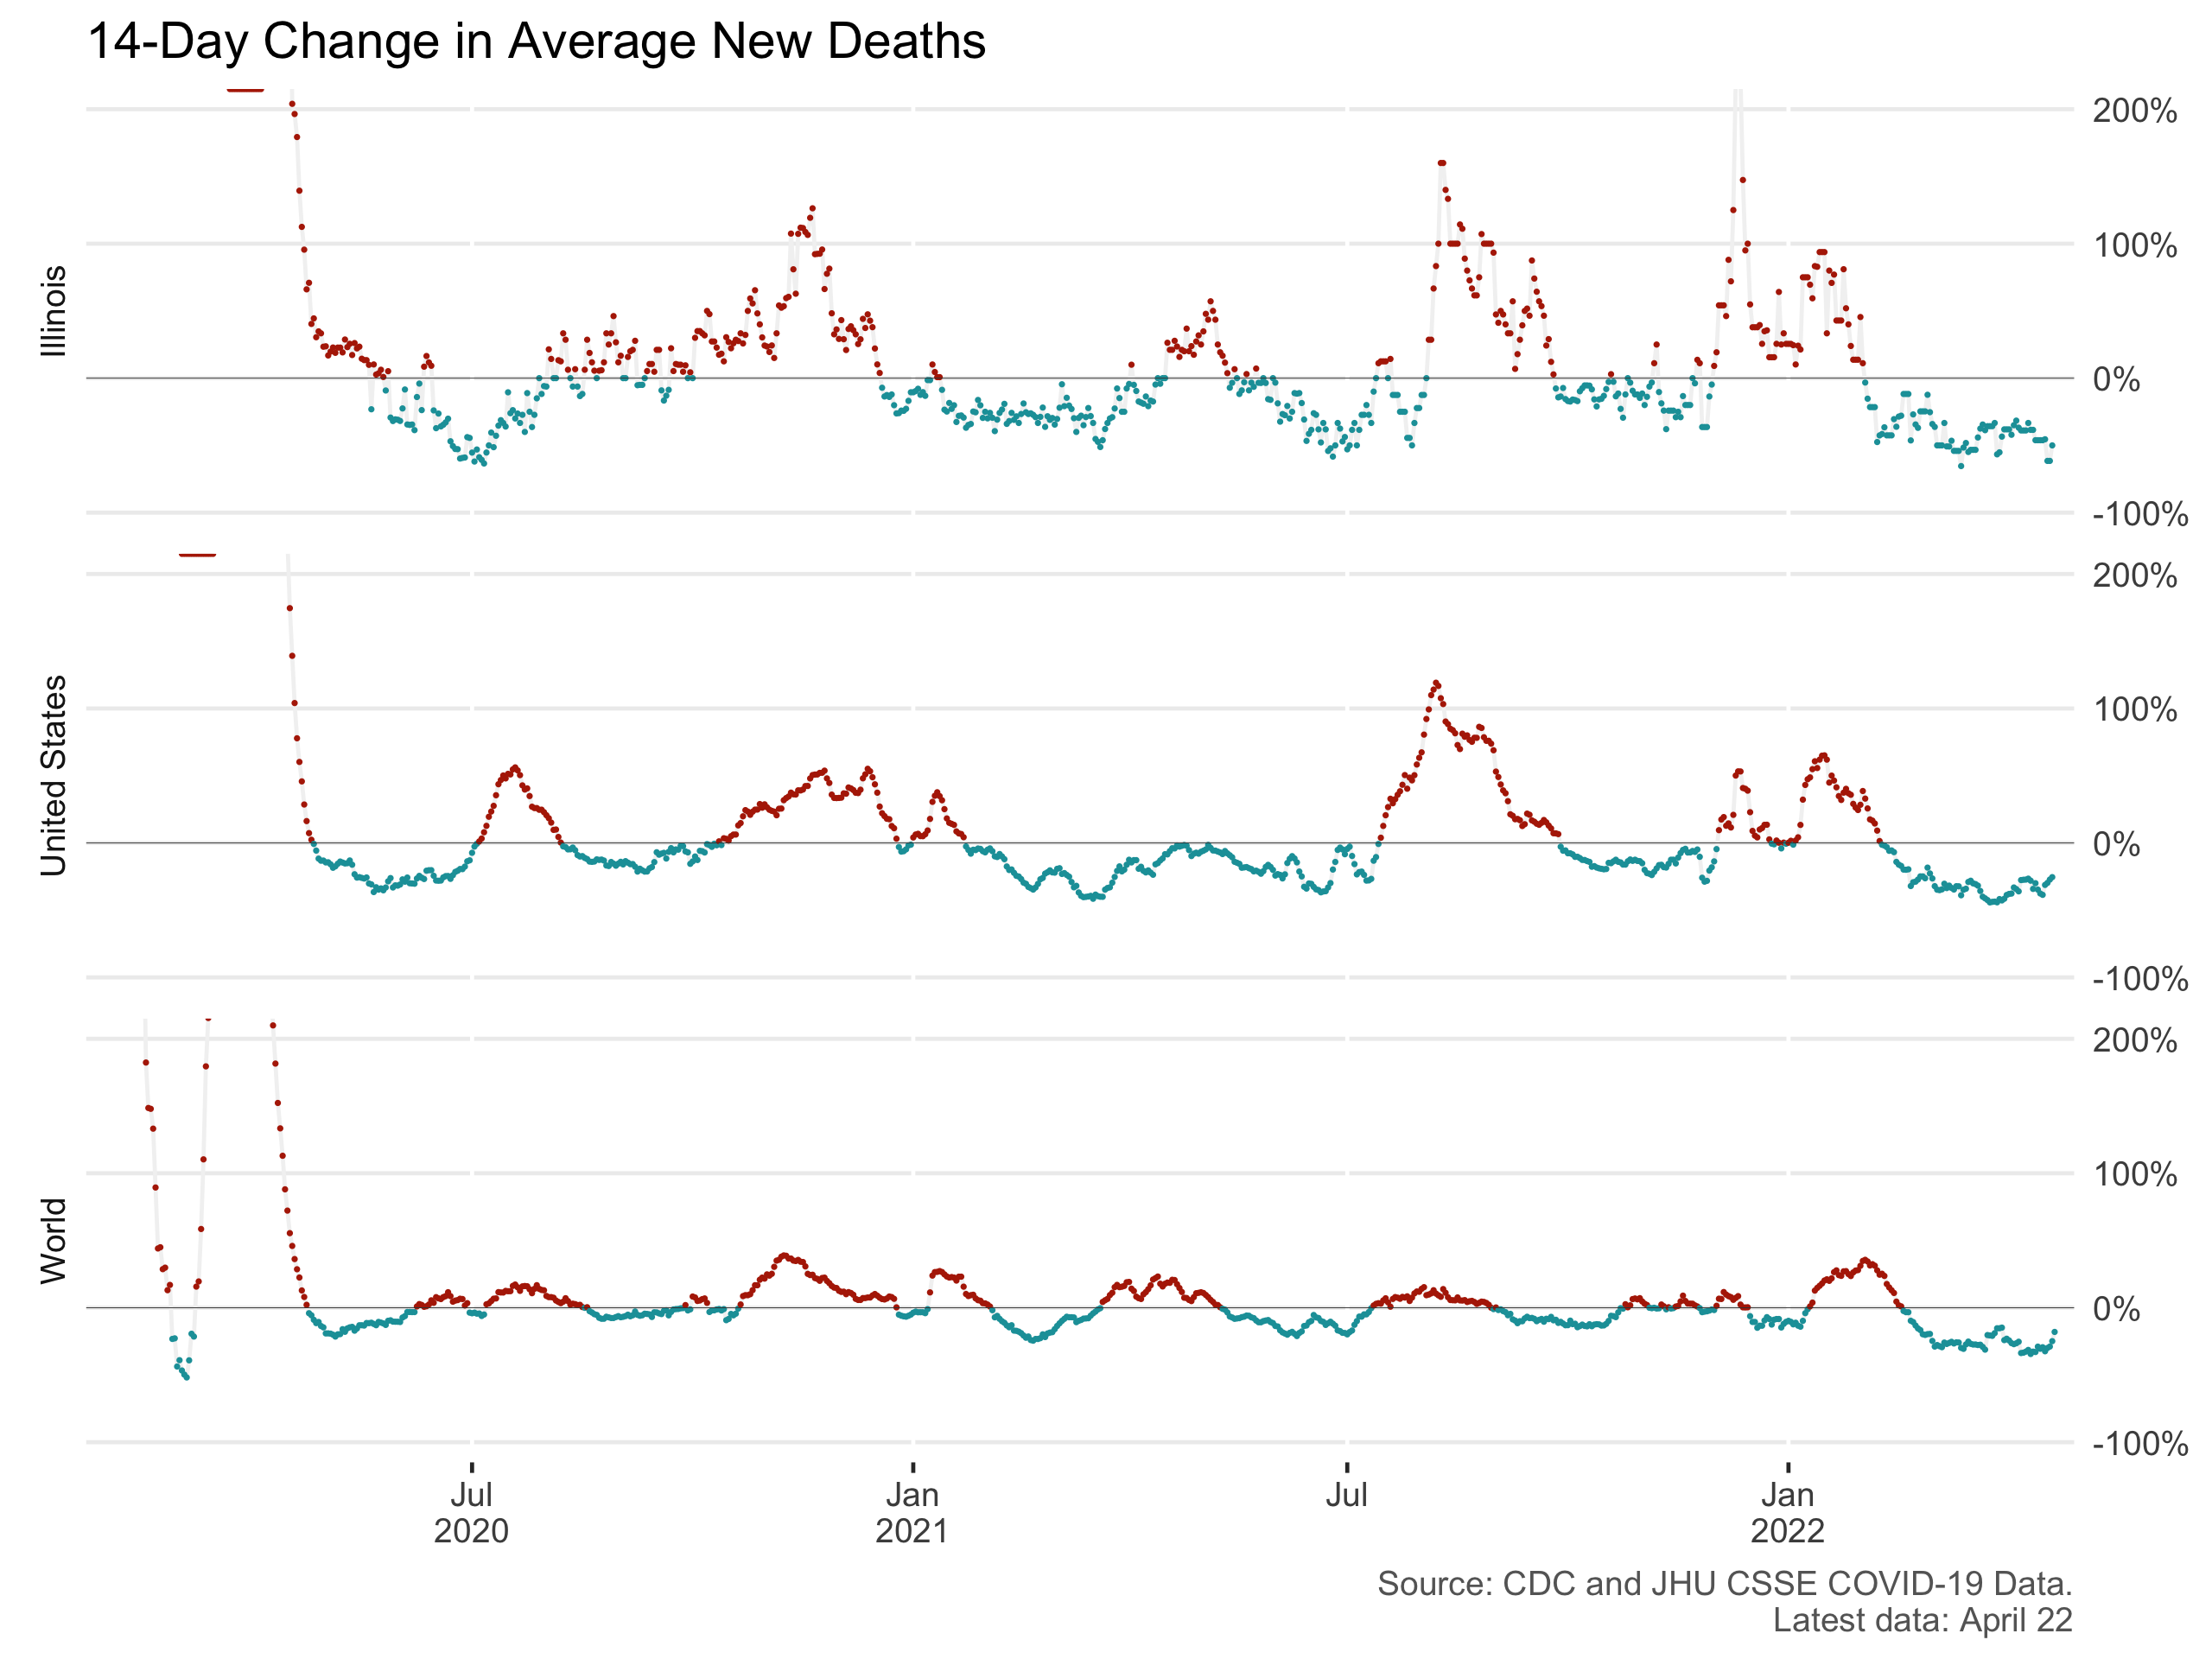 14-Day Change in Average New Deaths
Illinois
200%
100%
0%
-100%
United States
200%
100%
0%
-100%
World
200%
100%
0%
-100%
Jul
2020
Jan
2021
Jul
Jan
2022
Source: CDC and JHU CSSE COVID-19 Data.
Latest data: April 22